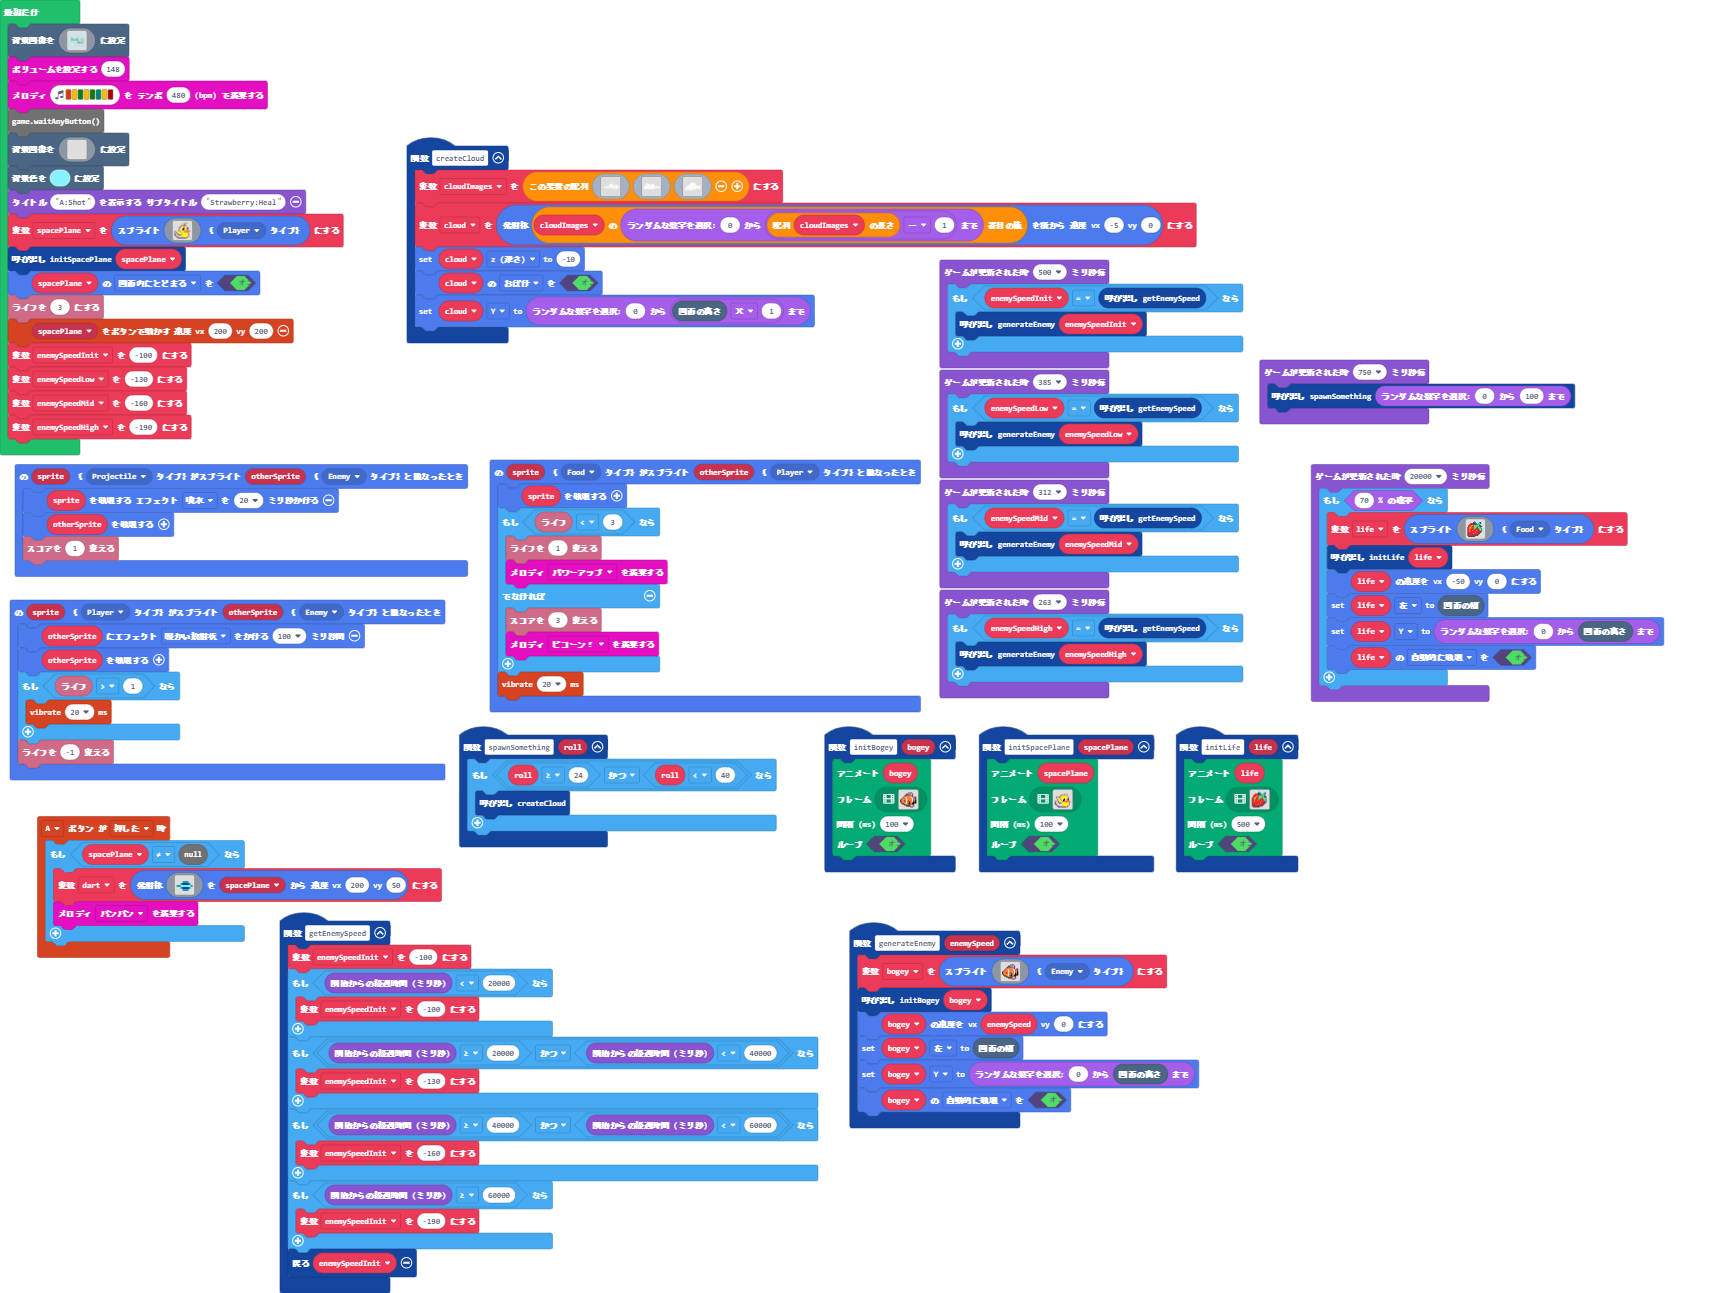 最初だけ
背景画像を に設定
ボリュームを設定する 148
メロディ を テンポ 480 (bpm) で演奏する
game.waitAnyButton()
背景画像を に設定
背景色を に設定
タイトル "A:Shot" を表示する サブタイトル "Strawberry:Heal"
変数 spacePlane を スプライト { Player タイプ} にする
呼び出し initSpacePlane spacePlane
spacePlane の 画面内にとどまる を オン
ライフを 3 にする
spacePlane をボタンで動かす 速度 vx 200 vy 200
変数 enemySpeedInit を -100 にする
変数 enemySpeedLow を -130 にする
変数 enemySpeedMid を -160 にする
変数 enemySpeedHigh を -190 にする
関数 createCloud
変数 cloudImages を この要素の配列 にする
変数 cloud を 発射体 cloudImages の ランダムな数字を選択: 0 から 配列 cloudImages の長さ ー 1 まで 番目の値 を横から 速度 vx -5 vy 0 にする
set cloud z (深さ) to -10
cloud の おばけ を オン
set cloud Y to ランダムな数字を選択: 0 から 画面の高さ × 1 まで
ゲームが更新された時 500 ミリ秒毎
もし enemySpeedInit = 呼び出し getEnemySpeed なら
呼び出し generateEnemy enemySpeedInit
ゲームが更新された時 385 ミリ秒毎
もし enemySpeedLow = 呼び出し getEnemySpeed なら
呼び出し generateEnemy enemySpeedLow
ゲームが更新された時 312 ミリ秒毎
もし enemySpeedMid = 呼び出し getEnemySpeed なら
呼び出し generateEnemy enemySpeedMid
ゲームが更新された時 263 ミリ秒毎
もし enemySpeedHigh = 呼び出し getEnemySpeed なら
呼び出し generateEnemy enemySpeedHigh
ゲームが更新された時 750 ミリ秒毎
呼び出し spawnSomething ランダムな数字を選択: 0 から 100 まで
ゲームが更新された時 20000 ミリ秒毎
もし 70 % の確率 なら
変数 life を スプライト { Food タイプ} にする
呼び出し initLife life
life の速度を vx -50 vy 0 にする
set life 左 to 画面の幅
set life Y to ランダムな数字を選択: 0 から 画面の高さ まで
life の 自動的に破壊 を オン
の sprite { Projectile タイプ} がスプライト otherSprite { Enemy タイプ} と重なったとき
sprite を破壊する エフェクト 噴水 を 20 ミリ秒かける
otherSprite を破壊する
スコアを 1 変える
の sprite { Player タイプ} がスプライト otherSprite { Enemy タイプ} と重なったとき
otherSprite にエフェクト 暖かい放射状 をかける 100 ミリ秒間
otherSprite を破壊する
もし ライフ > 1 なら
vibrate 20 ms
ライフを -1 変える
の sprite { Food タイプ} がスプライト otherSprite { Player タイプ} と重なったとき
sprite を破壊する
もし ライフ < 3 なら
ライフを 1 変える
メロディ パワーアップ を演奏する
でなければ
スコアを 3 変える
メロディ ピコーン！ を演奏する
vibrate 20 ms
関数 spawnSomething roll
もし roll ≥ 24 かつ roll < 40 なら
呼び出し createCloud
関数 initBogey bogey
アニメート bogey
フレーム
間隔 (ms) 100
ループ オン
関数 initSpacePlane spacePlane
アニメート spacePlane
フレーム
間隔 (ms) 100
ループ オン
関数 initLife life
アニメート life
フレーム
間隔 (ms) 500
ループ オン
A ボタン が 押した 時
もし spacePlane ≠ null なら
変数 dart を 発射体 を spacePlane から 速度 vx 200 vy 50 にする
メロディ バンバン を演奏する
関数 getEnemySpeed
変数 enemySpeedInit を -100 にする
もし 開始からの経過時間 (ミリ秒) < 20000 なら
変数 enemySpeedInit を -100 にする
もし 開始からの経過時間 (ミリ秒) ≥ 20000 かつ 開始からの経過時間 (ミリ秒) < 40000 なら
変数 enemySpeedInit を -130 にする
もし 開始からの経過時間 (ミリ秒) ≥ 40000 かつ 開始からの経過時間 (ミリ秒) < 60000 なら
変数 enemySpeedInit を -160 にする
もし 開始からの経過時間 (ミリ秒) ≥ 60000 なら
変数 enemySpeedInit を -190 にする
戻る enemySpeedInit
関数 generateEnemy enemySpeed
変数 bogey を スプライト { Enemy タイプ} にする
呼び出し initBogey bogey
bogey の速度を vx enemySpeed vy 0 にする
set bogey 左 to 画面の幅
set bogey Y to ランダムな数字を選択: 0 から 画面の高さ まで
bogey の 自動的に破壊 を オン